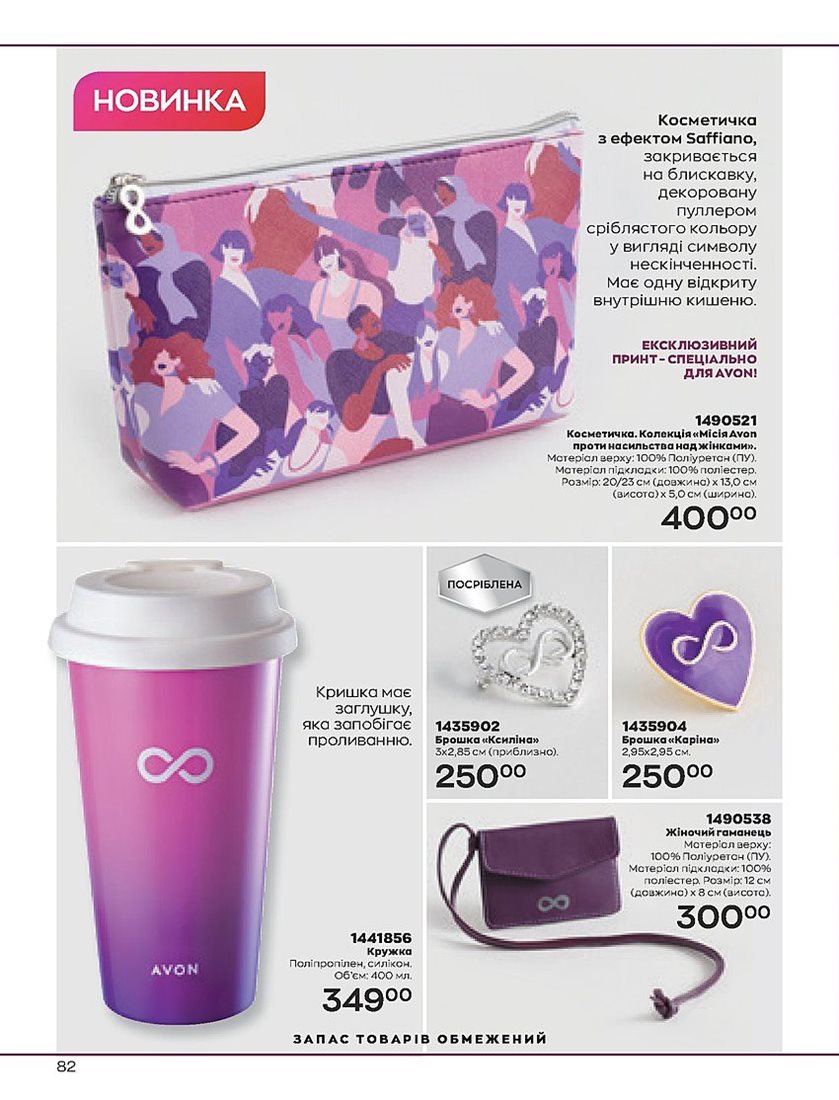 НОВИНКА
Косметичка
з ефектом Saffiano,
закривається
на блискавку,
декоровану
пуллером
сріблястого кольору
у вигляді символу
нескінченності.
Має одну відкриту
внутрішню кишеню.
ЕКСКЛЮЗИВНИЙ
ПРИНТ – СПЕЦІАЛЬНО
ДЛЯ AVON!
1490521
Косметичка. Колекція «Місія Avon
проти насильства над жінками».
Матеріал верху: 100% Поліуретан (ПУ).
Матеріал підкладки: 100% поліестер.
Розмір: 20/23 см (довжина) х 13,0 см
(висота) х 5,0 см (ширина).
400⁰⁰
Кришка має
заглушку,
яка запобігає
проливанню.
AVON
1441856
Кружка
Поліпропілен, силікон.
Об'єм: 400 мл.
349⁰⁰
ПОСРІБЛЕНА
1435902
Брошка «Ксиліна»
3х2,85 см (приблизно).
250⁰⁰
1435904
Брошка «Каріна»
2,95х2,95 см.
250⁰⁰
1490538
Жіночий гаманець
Матеріал верху:
100% Поліуретан (ПУ).
Матеріал підкладки: 100%
поліестер. Розмір: 12 см
(довжина) х 8 см (висота).
300⁰⁰
ЗАПАС ТОВАРІВ ОБМЕЖЕНИЙ
82